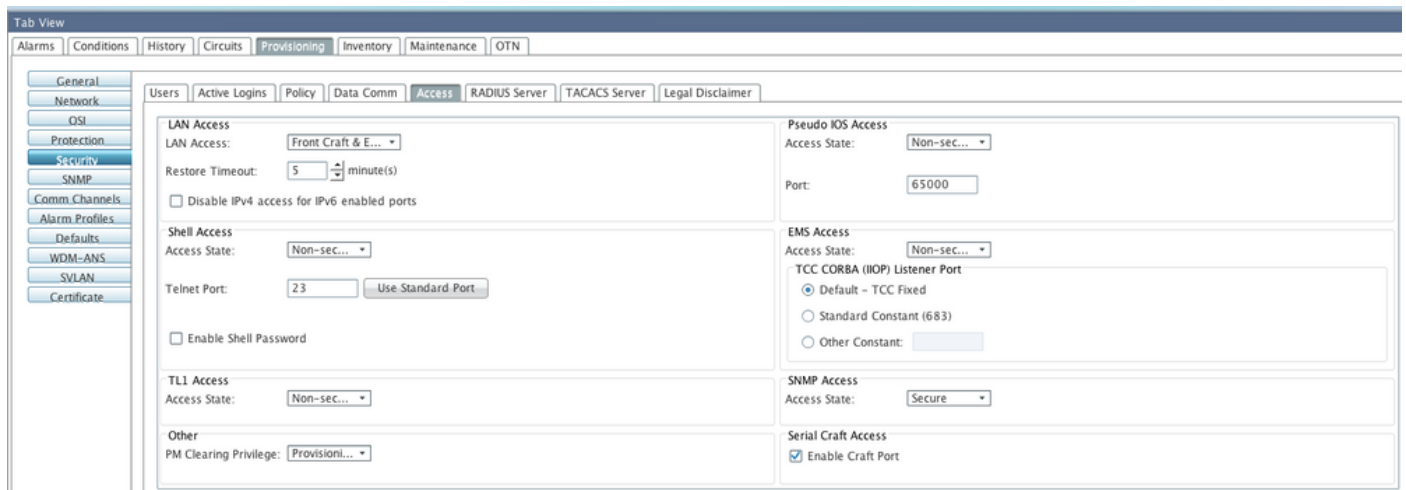 Tab View
Alarms Conditions History Circuits Provisioning Inventory Maintenance OTN
General
Network
OSI
Protection
Security
SNMP
Comm Channels
Alarm Profiles
Defaults
WDM-ANS
SVLAN
Certificate
Users Active Logins Policy Data Comm Access RADIUS Server TACACS Server Legal Disclaimer
LAN Access
LAN Access: Front Craft & E...
Restore Timeout: 5 minute(s)
Disable IPv4 access for IPv6 enabled ports
Pseudo IOS Access
Access State: Non-sec...
Port: 65000
Shell Access
Access State: Non-sec...
Telnet Port: 23 Use Standard Port
Enable Shell Password
EMS Access
Access State: Non-sec...
TCC CORBA (IIOP) Listener Port
Default - TCC Fixed
Standard Constant (683)
Other Constant:
TL1 Access
Access State: Non-sec...
SNMP Access
Access State: Secure
Other
PM Clearing Privilege: Provisioni...
Serial Craft Access
Enable Craft Port